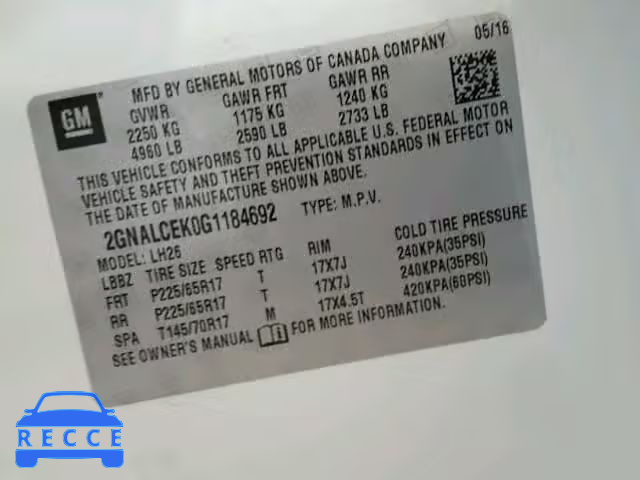 05/16
GM
MFD BY GENERAL MOTORS OF CANADA COMPANY
GVWR GAWR FRT GAWR RR
2250 KG 1175 KG 1240 KG
4960 LB 2590 LB 2733 LB
THIS VEHICLE CONFORMS TO ALL APPLICABLE U.S. FEDERAL MOTOR
VEHICLE SAFETY AND THEFT PREVENTION STANDARDS IN EFFECT ON
THE DATE OF MANUFACTURE SHOWN ABOVE.
2GNALCEK0G1184692 TYPE: M.P.V.
MODEL: LH26
LBBZ TIRE SIZE SPEED RTG RIM COLD TIRE PRESSURE
FRT P225/65R17 T 17X7J 240KPA(35PSI)
RR P225/65R17 T 17X7J 240KPA(35PSI)
SPA T145/70R17 M 17X4.5T 420KPA(60PSI)
SEE OWNER'S MANUAL FOR MORE INFORMATION.
RECCE